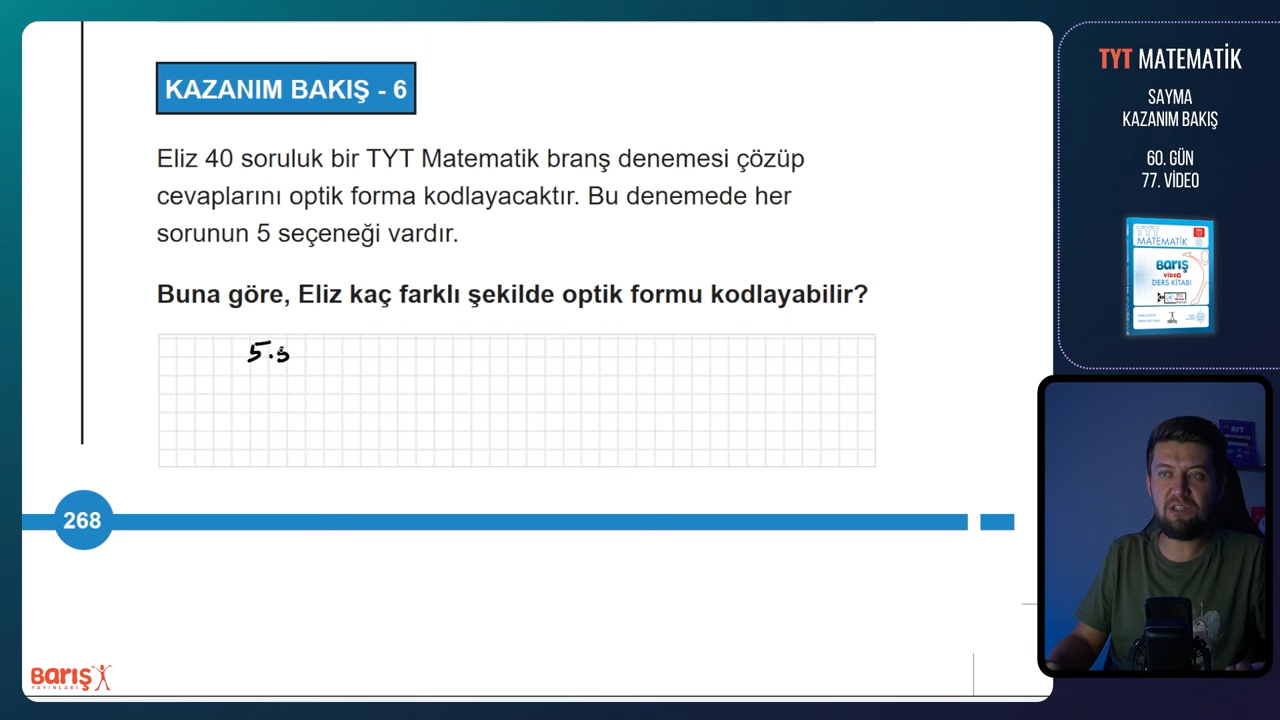 KAZANIM BAKIŞ - 6
Eliz 40 soruluk bir TYT Matematik branş denemesi çözüp
cevaplarını optik forma kodlayacaktır. Bu denemede her
sorunun 5 seçeneği vardır.
Buna göre, Eliz kaç farklı şekilde optik formu kodlayabilir?
5.
268
BARIŞ
YAYINLARI
TYT MATEMATİK
SAYMA
KAZANIM BAKIŞ
60. GÜN
77. VİDEO
TYT
MATEMATİK
BARIŞ
VİDEO
DERS KİTABI